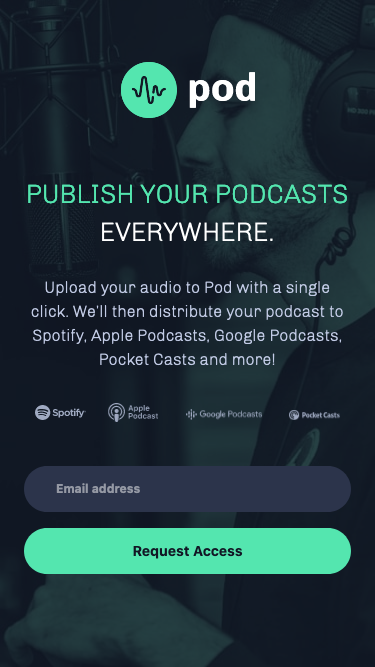 pod
PUBLISH YOUR PODCASTS
EVERYWHERE.
Upload your audio to Pod with a single
click. We'll then distribute your podcast to
Spotify, Apple Podcasts, Google Podcasts,
Pocket Casts and more!
Spotify
Apple
Podcast
Google Podcasts
Pocket Casts
Email address
Request Access